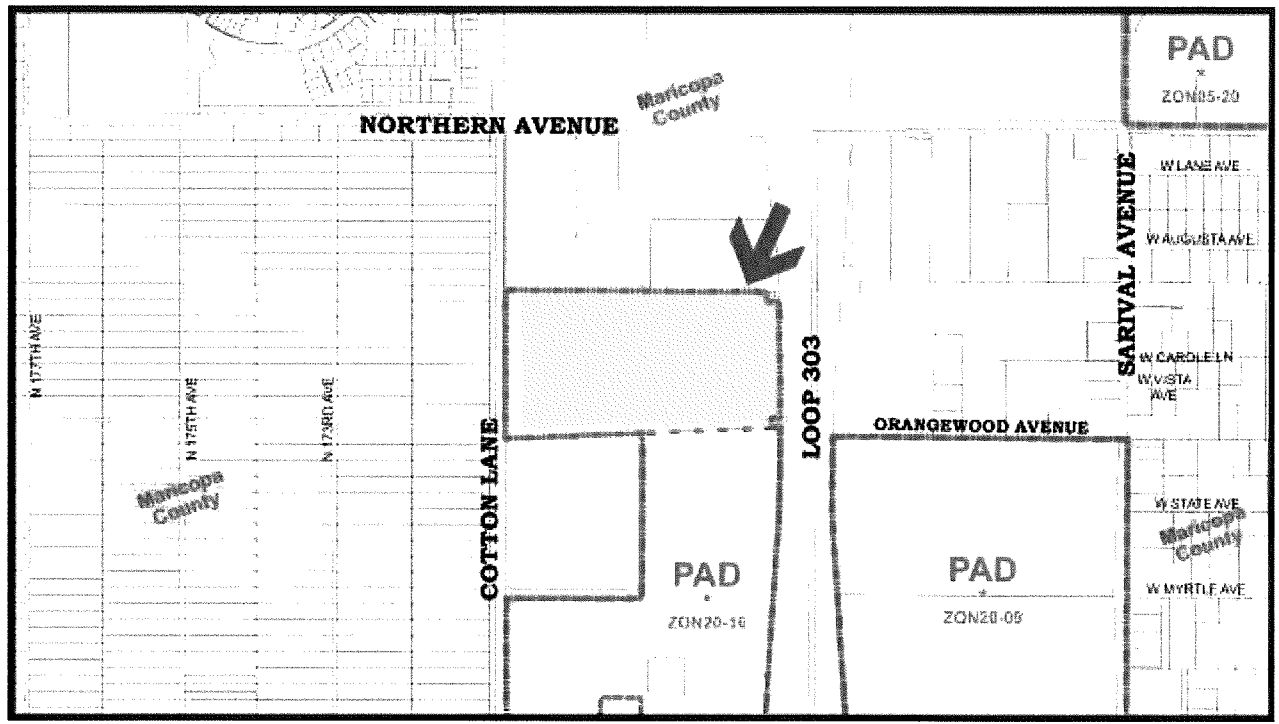 PAD
ZON05-20
Maricopa
County
NORTHERN AVENUE
W LANE AVE
SARIVAL AVENUE
W AUGUSTA AVE
N 177TH AVE
LOOP 303
W CAROLE LN
W VISTA
AVE
N 175TH AVE
N 173RD AVE
COTTON LANE
ORANGEWOOD AVENUE
Maricopa
County
W STATE AVE
Maricopa
County
PAD
ZON20-16
PAD
ZON20-09
W MYRTLE AVE